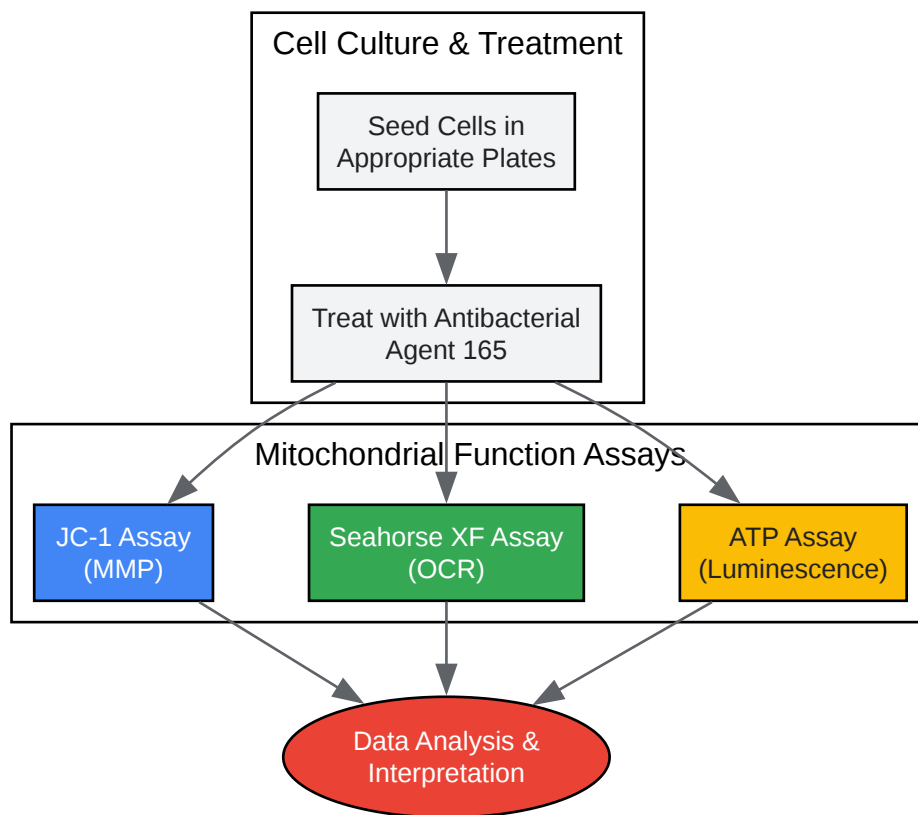 Cell Culture & Treatment
Seed Cells in
Appropriate Plates
Treat with Antibacterial
Agent 165
Mitochondrial Function Assays
JC-1 Assay
(MMP)
Seahorse XF Assay
(OCR)
ATP Assay
(Luminescence)
Data Analysis &
Interpretation